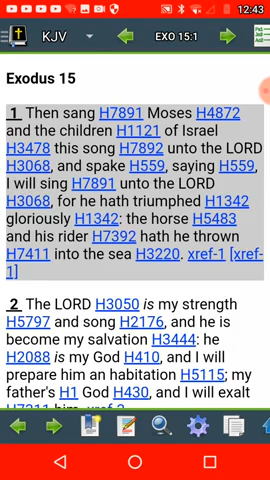 12:43
KJV
EXO 15:1
Exodus 15
1 Then sang H7891 Moses H4872
and the children H1121 of Israel
H3478 this song H7892 unto the LORD
H3068, and spake H559, saying H559,
I will sing H7891 unto the LORD
H3068, for he hath triumphed H1342
gloriously H1342: the horse H5483
and his rider H7392 hath he thrown
H7411 into the sea H3220. xref-1 [xref-
1]
2 The LORD H3050 is my strength
H5797 and song H2176, and he is
become my salvation H3444: he
H2088 is my God H410, and I will
prepare him an habitation H5115; my
father's H1 God H430, and I will exalt